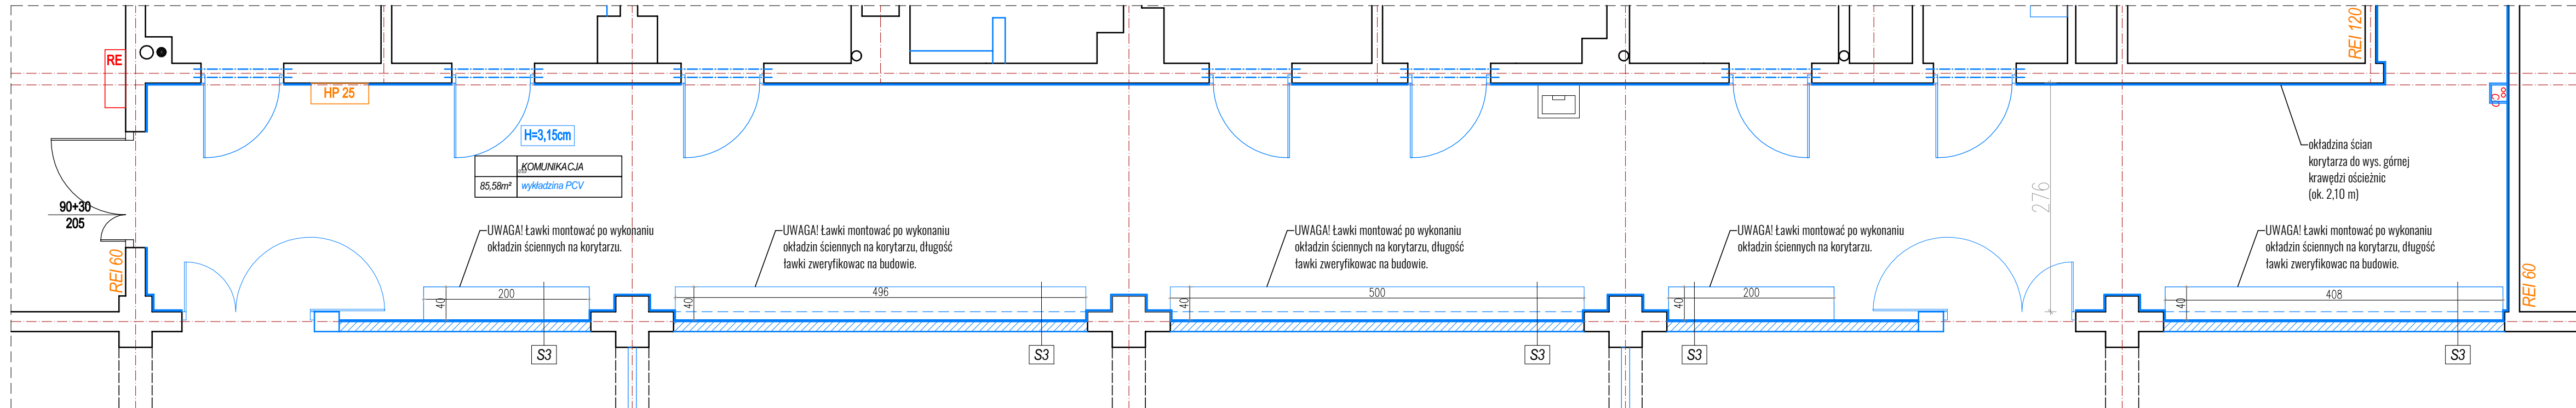 REI 120
RE
HP 25
H=3,15cm
KOMUNIKACJA
85,58m²
wykładzina PCV
okładzina ścian
korytarza do wys. górnej
krawędzi ościeżnic
(ok. 2,10 m)
276
90+30
205
REI 60
UWAGA! Ławki montować po wykonaniu
okładzin ściennych na korytarzu.
UWAGA! Ławki montować po wykonaniu
okładzin ściennych na korytarzu, długość
ławki zweryfikowac na budowie.
UWAGA! Ławki montować po wykonaniu
okładzin ściennych na korytarzu, długość
ławki zweryfikowac na budowie.
UWAGA! Ławki montować po wykonaniu
okładzin ściennych na korytarzu.
UWAGA! Ławki montować po wykonaniu
okładzin ściennych na korytarzu, długość
ławki zweryfikowac na budowie.
REI 60
40
200
40
496
40
500
40
200
40
408
S3
S3
S3
S3
S3